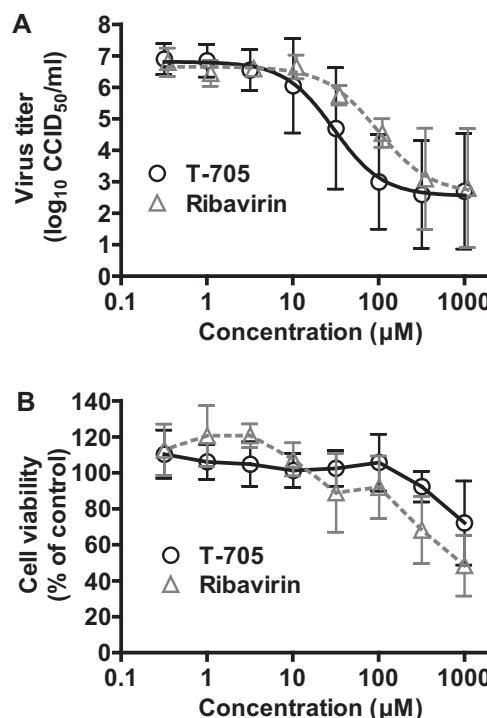 A
Virus titer
(log10 CCID50/ml)
8
7
6
5
4
3
2
1
0
T-705
Ribavirin
0.1
1
10
100
1000
Concentration (µM)
B
Cell viability
(% of control)
140
120
100
80
60
40
20
0
T-705
Ribavirin
0.1
1
10
100
1000
Concentration (µM)